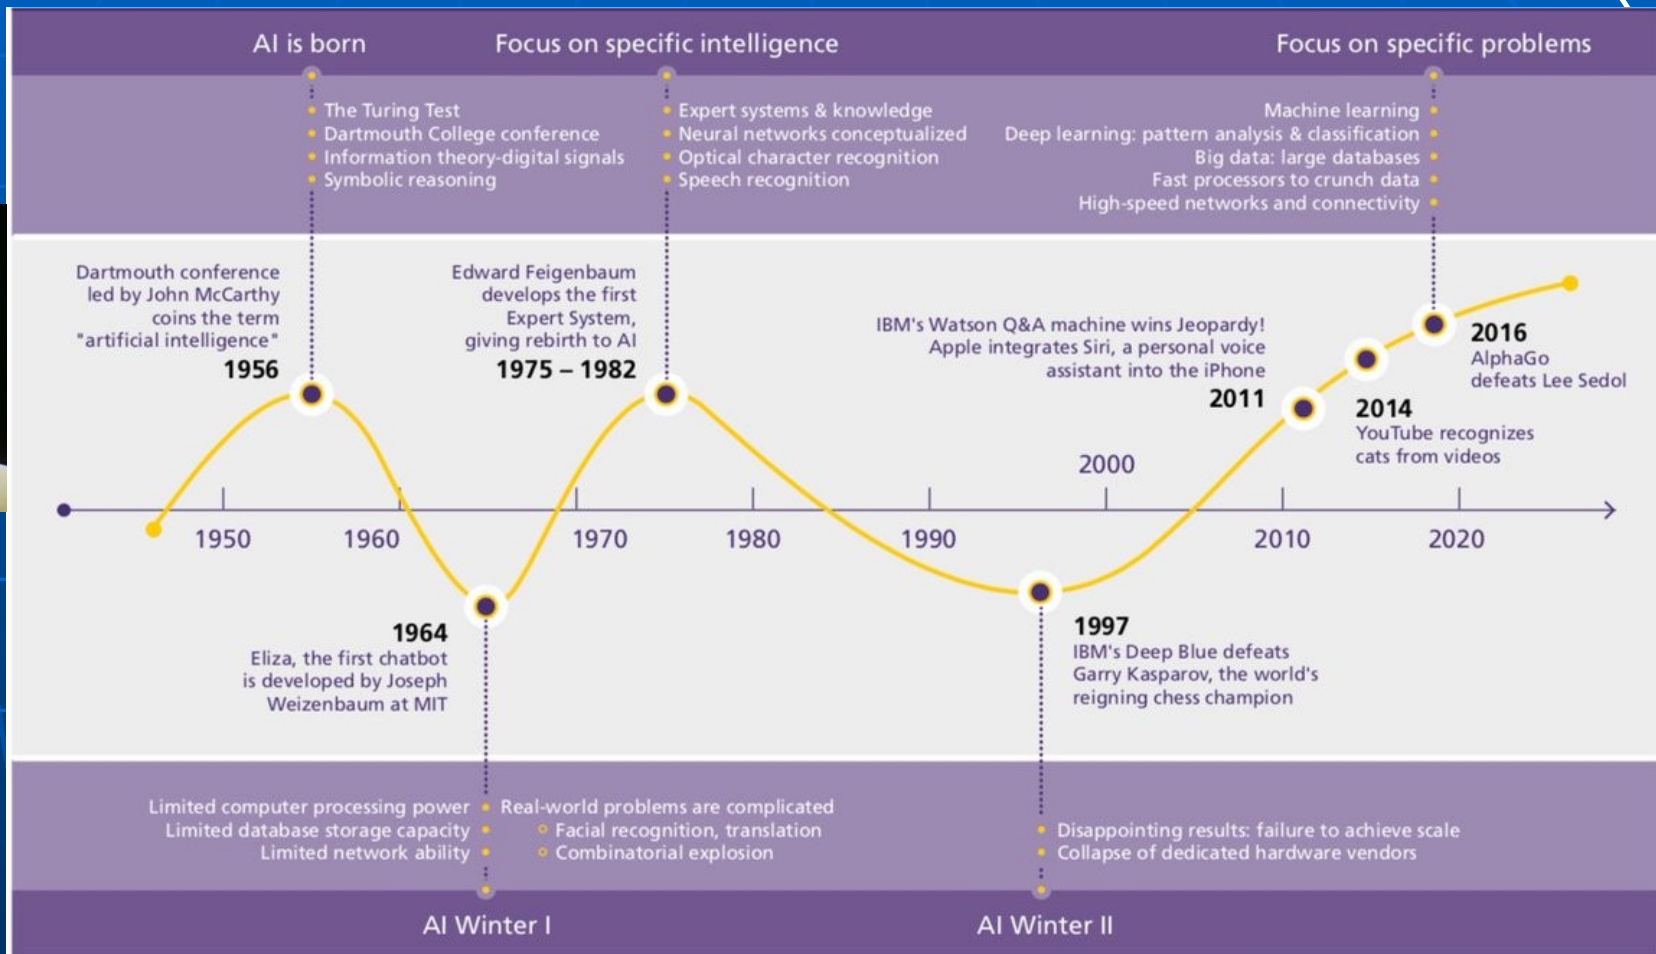 AI is born
Focus on specific intelligence
Focus on specific problems
The Turing Test
Dartmouth College conference
Information theory-digital signals
Symbolic reasoning
Expert systems & knowledge
Neural networks conceptualized
Optical character recognition
Speech recognition
Machine learning
Deep learning: pattern analysis & classification
Big data: large databases
Fast processors to crunch data
High-speed networks and connectivity
Dartmouth conference
led by John McCarthy
coins the term
"artificial intelligence"
1956
Edward Feigenbaum
develops the first
Expert System,
giving rebirth to AI
1975 – 1982
IBM's Watson Q&A machine wins Jeopardy!
Apple integrates Siri, a personal voice
assistant into the iPhone
2011
2016
AlphaGo
defeats Lee Sedol
2014
YouTube recognizes
cats from videos
2000
1950
1960
1970
1980
1990
2010
2020
1964
Eliza, the first chatbot
is developed by Joseph
Weizenbaum at MIT
1997
IBM's Deep Blue defeats
Garry Kasparov, the world's
reigning chess champion
Limited computer processing power
Limited database storage capacity
Limited network ability
Real-world problems are complicated
Facial recognition, translation
Combinatorial explosion
Disappointing results: failure to achieve scale
Collapse of dedicated hardware vendors
AI Winter I
AI Winter II